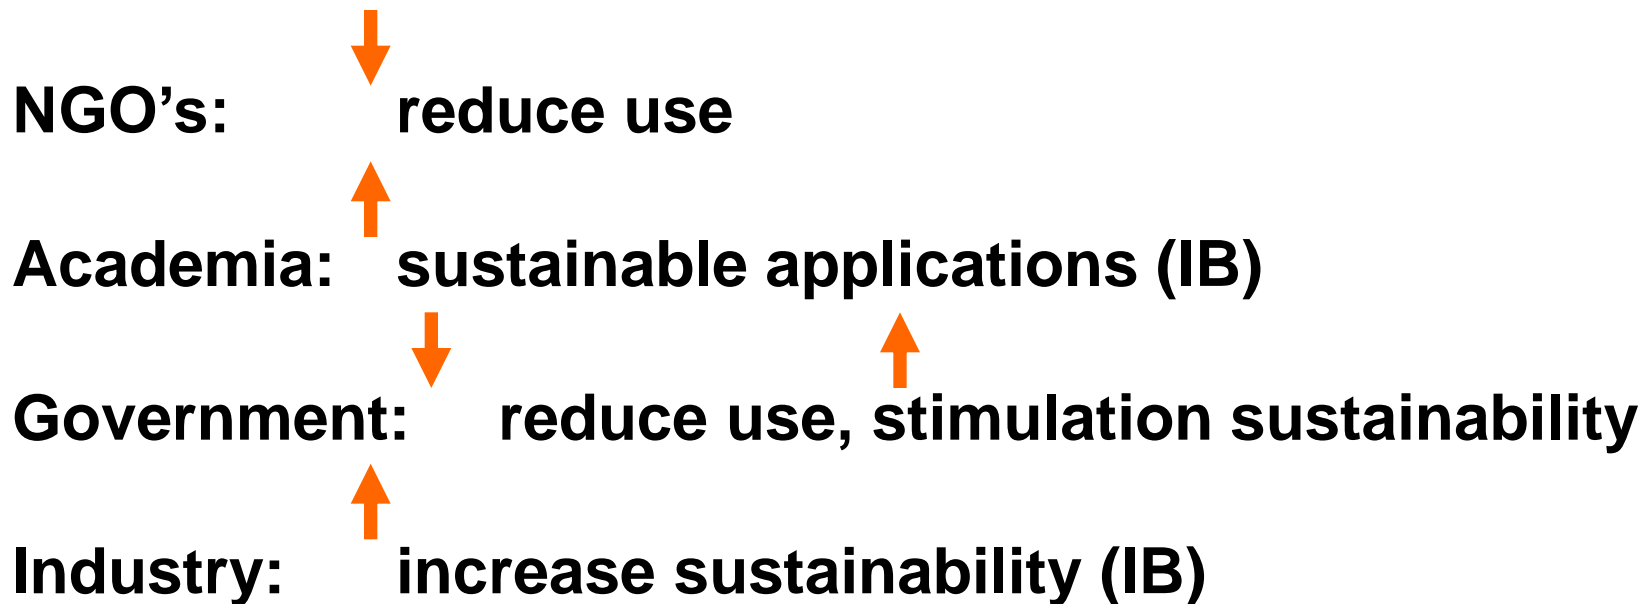 NGO’s: reduce use
Academia: sustainable applications (IB)
Government: reduce use, stimulation sustainability
Industry: increase sustainability (IB)